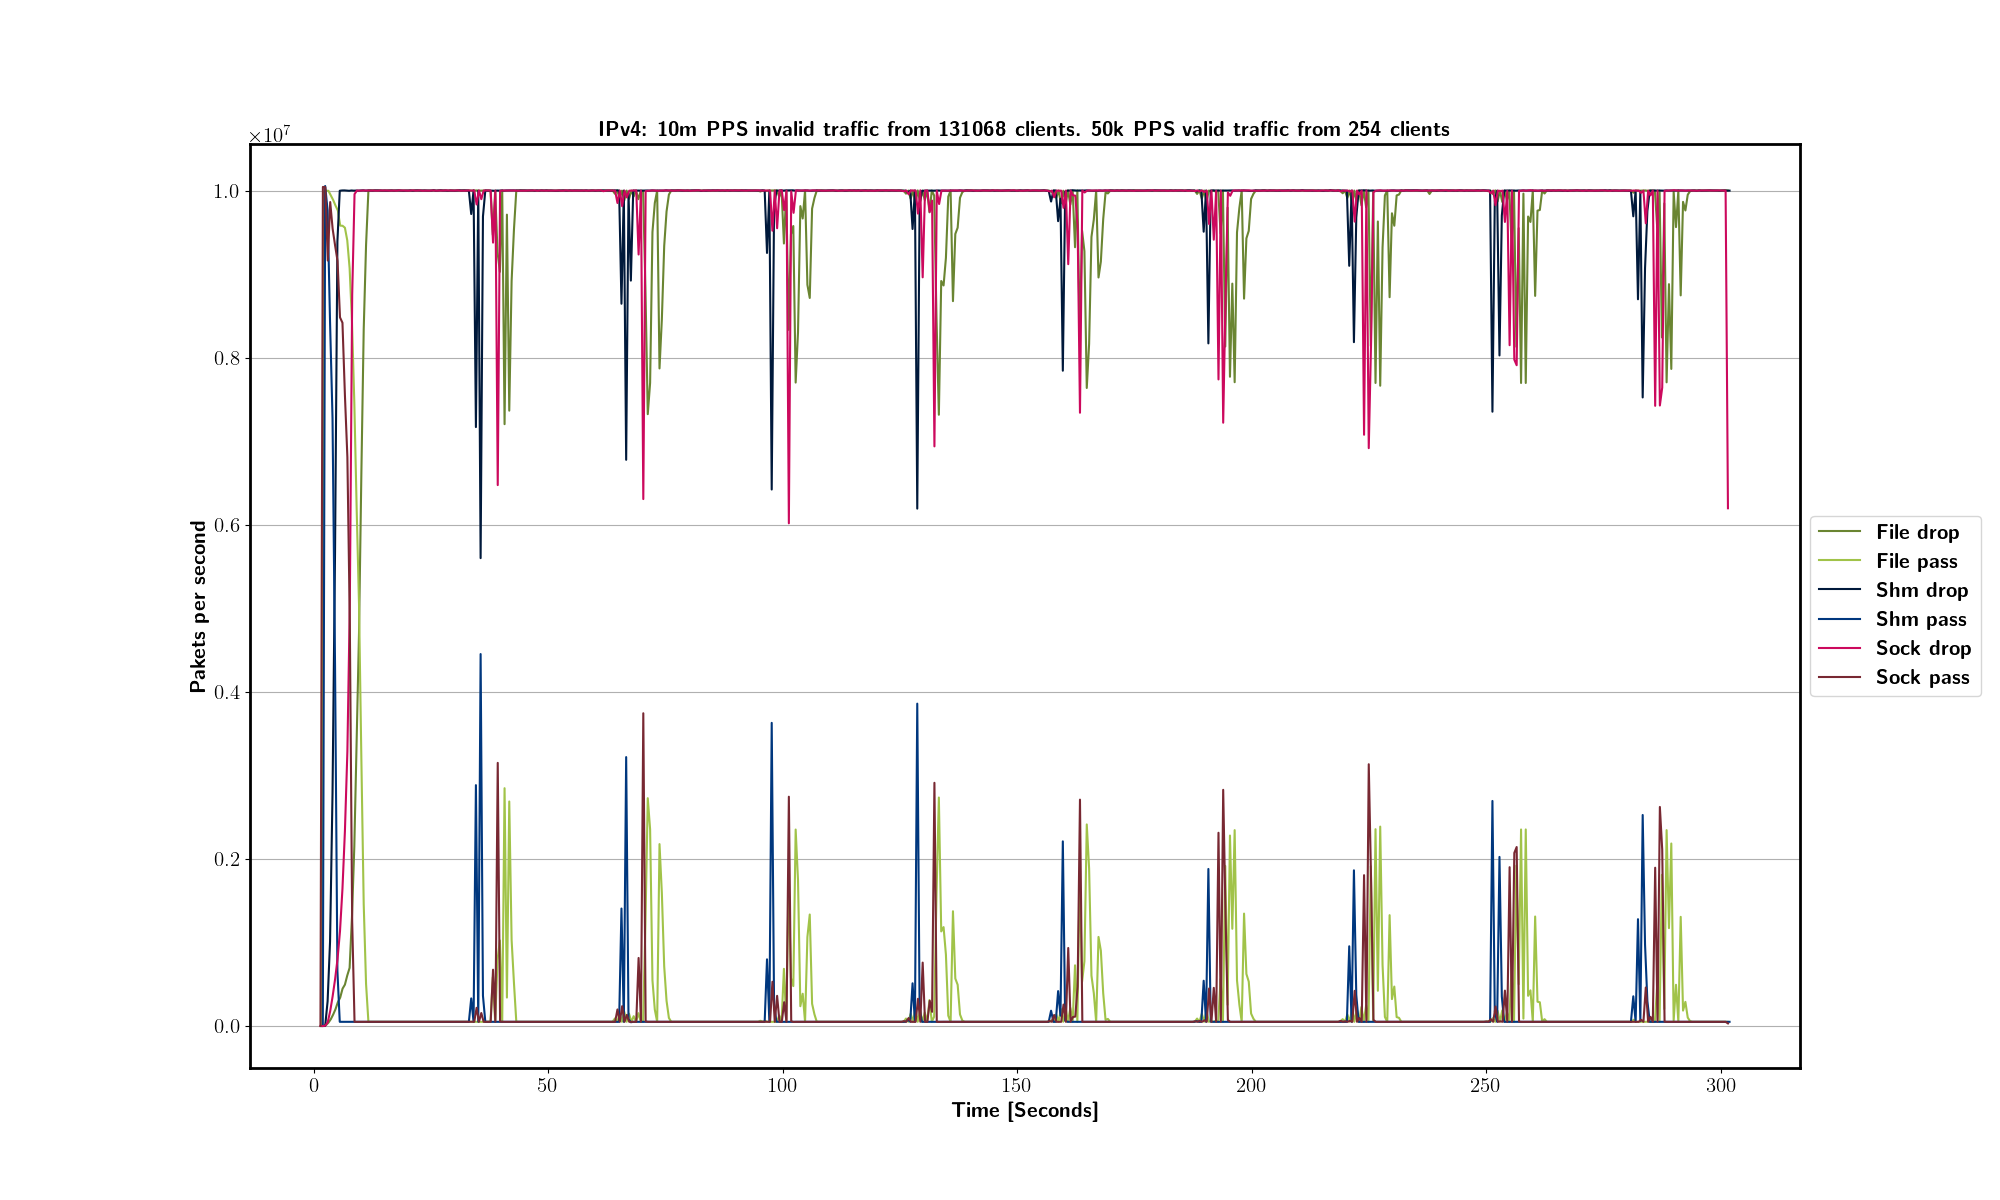 IPv4: 10m PPS invalid traffic from 131068 clients. 50k PPS valid traffic from 254 clients
×10⁷
1.0
0.8
0.6
0.4
0.2
0.0
Pakets per second
0 50 100 150 200 250 300
Time [Seconds]
File drop
File pass
Shm drop
Shm pass
Sock drop
Sock pass